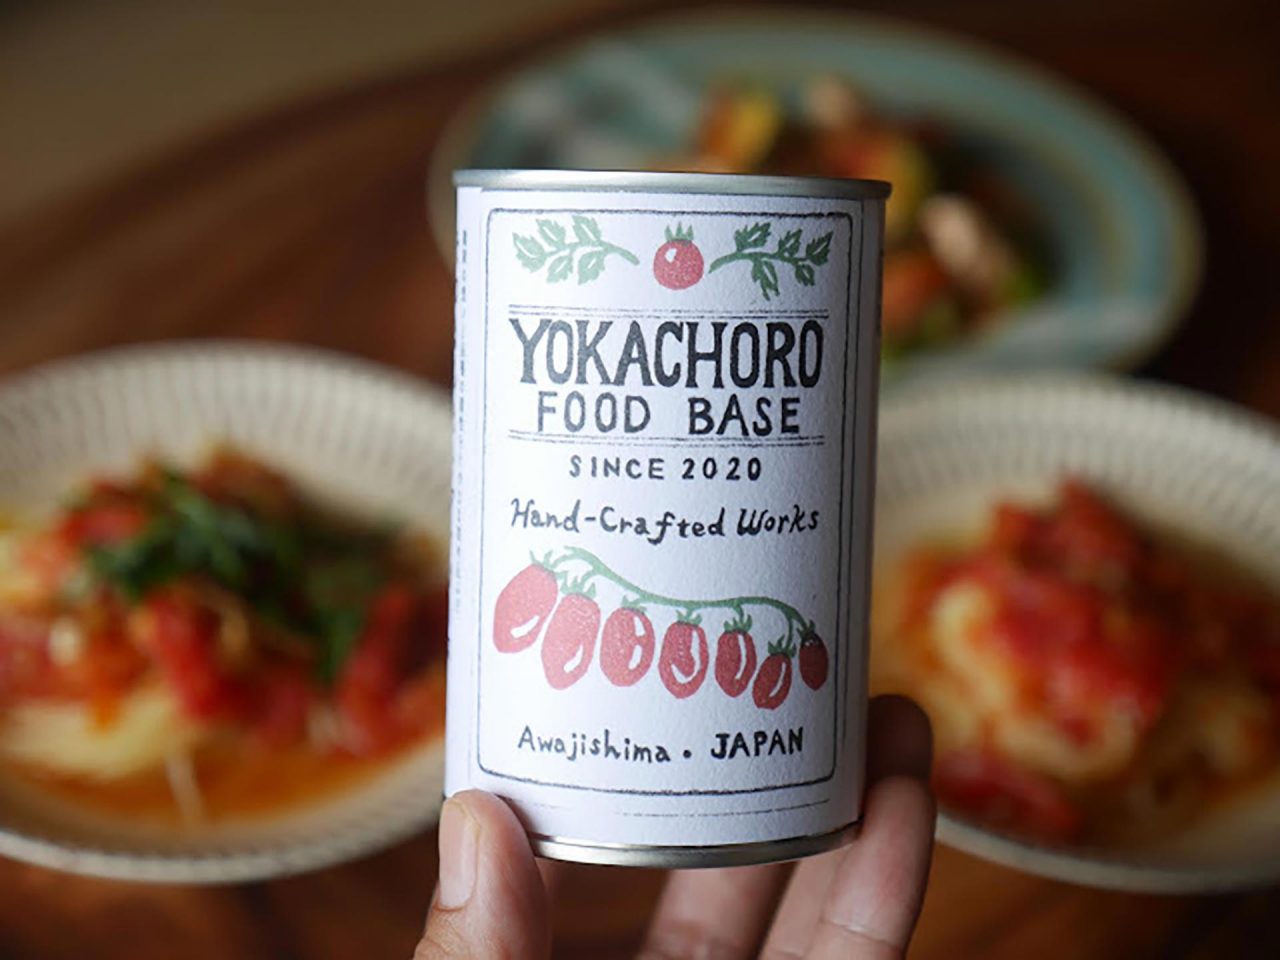 YOKACHORO
FOOD BASE
SINCE 2020
Hand-Crafted Works
Awajishima • JAPAN